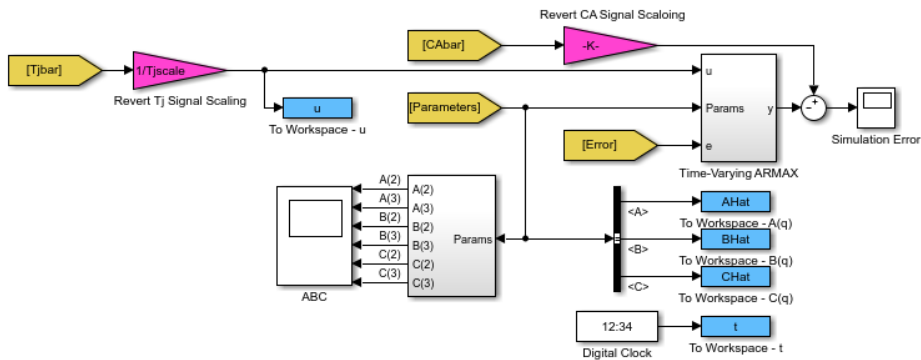 Revert CA Signal Scaloing
[CAbar]
-K-
[Tjbar]
1/Tjscale
Revert Tj Signal Scaling
u
To Workspace - u
[Parameters]
[Error]
u
Params
e
y
Time-Varying ARMAX
-
+
Simulation Error
A(2)
A(3)
B(2)
B(3)
C(2)
C(3)
A(2)
A(3)
B(2)
B(3)
C(2)
C(3)
Params
ABC
<A>
<B>
<C>
AHat
To Workspace - A(q)
BHat
To Workspace - B(q)
CHat
To Workspace - C(q)
12:34
Digital Clock
t
To Workspace - t